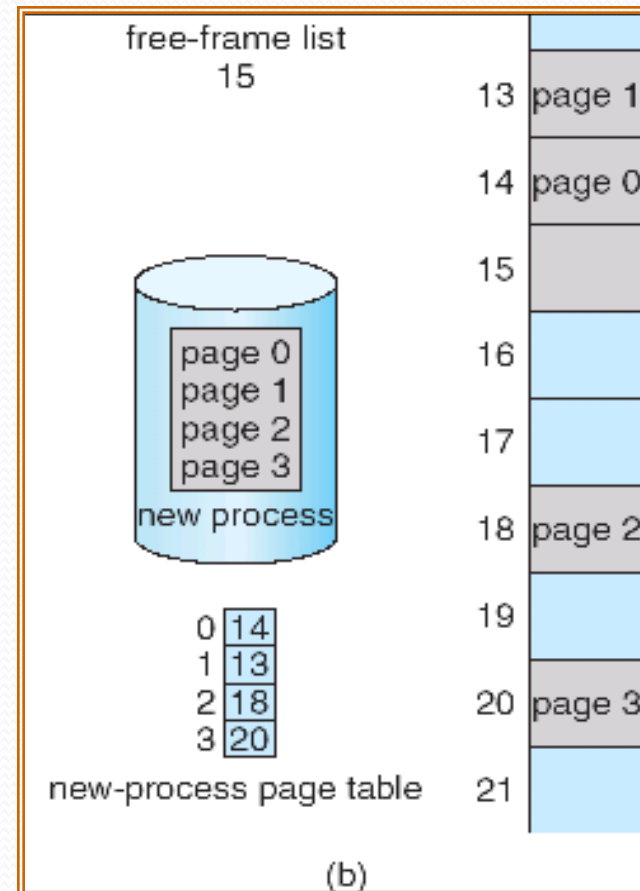 free-frame list
15
page 0
page 1
page 2
page 3
new process
0 14
1 13
2 18
3 20
new-process page table
13 page 1
14 page 0
15
16
17
18 page 2
19
20 page 3
21
(b)